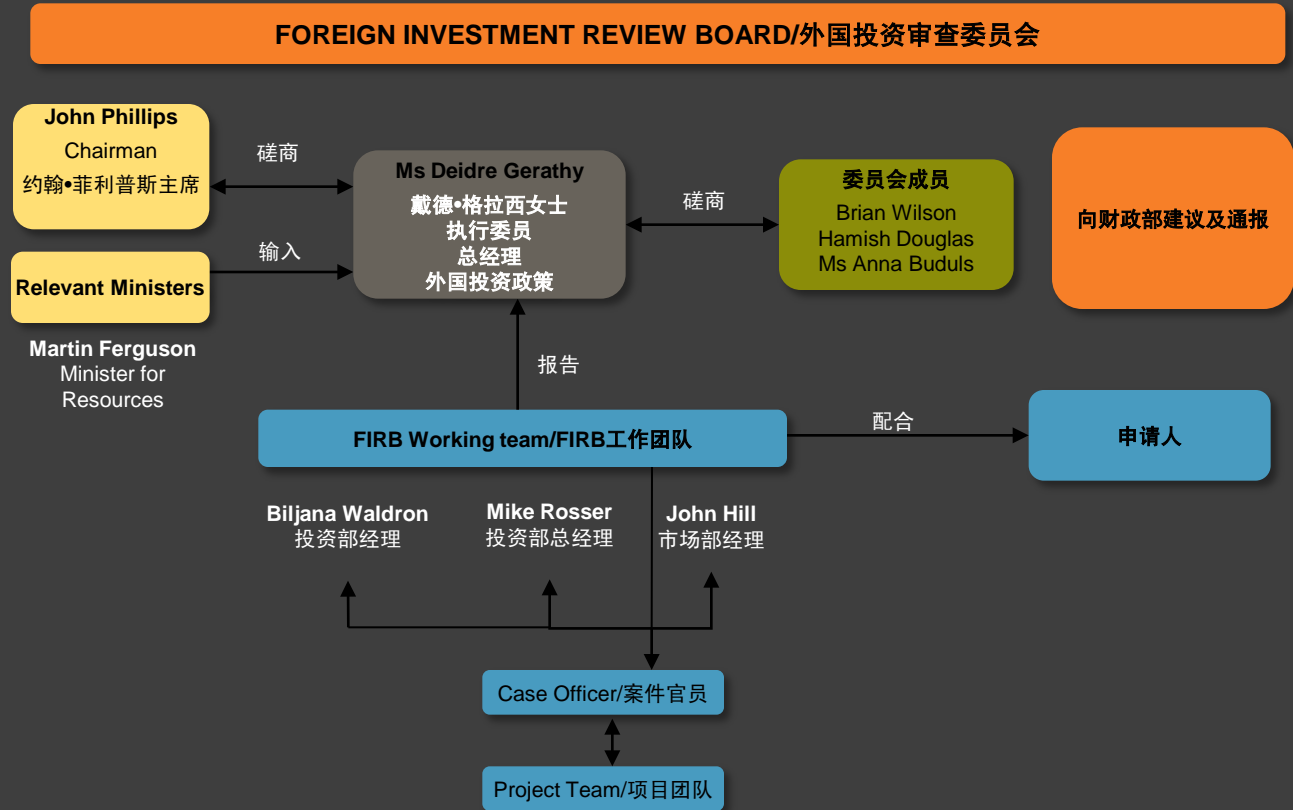 FOREIGN INVESTMENT REVIEW BOARD/外国投资审查委员会
John Phillips
Chairman
约翰•菲利普斯主席
磋商
Ms Deidre Gerathy
戴德•格拉西女士
执行委员
总经理
外国投资政策
磋商
委员会成员
Brian Wilson
Hamish Douglas
Ms Anna Buduls
向财政部建议及通报
Relevant Ministers
输入
Martin Ferguson
Minister for
Resources
报告
FIRB Working team/FIRB工作团队
配合
申请人
Biljana Waldron
投资部经理
Mike Rosser
投资部总经理
John Hill
市场部经理
Case Officer/案件官员
Project Team/项目团队